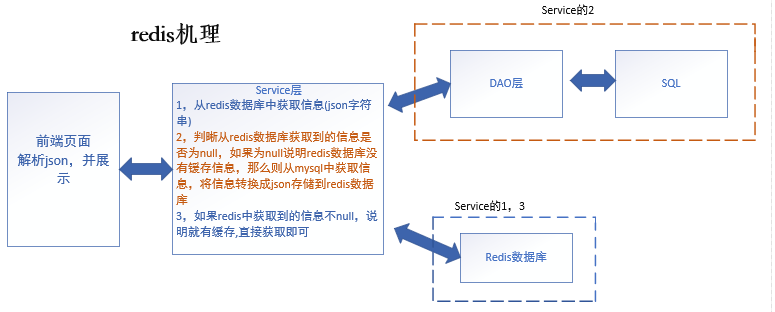 redis机理
Service的2
Service层
1，从redis数据库中获取信息(json字符
串)
2，判断从redis数据库获取到的信息是
否为null，如果为null说明redis数据库没
有缓存信息，那么则从mysql中获取信
息，将信息转换成json存储到redis数据
库
3，如果redis中获取到的信息不null，说
明就有缓存,直接获取即可
前端页面
解析json，并展
示
DAO层
SQL
Service的1，3
Redis数据库